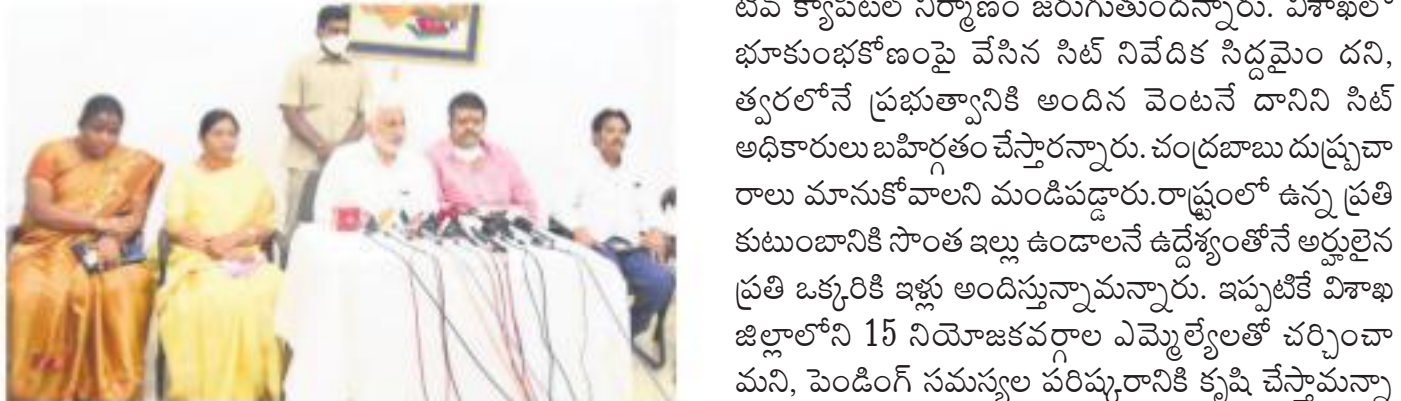 టివ్ క్యాపిటల్ నిర్మాణం జరుగుతుందన్నారు. విశాఖలో
భూకుంభకోణంపై వేసిన సిట్ నివేదిక సిద్దమైం దని,
త్వరలోనే ప్రభుత్వానికి అందిన వెంటనే దానిని సిట్
అధికారులు బహిర్గతం చేస్తారన్నారు. చంద్రబాబు దుష్ప్రచా
రాలు మానుకోవాలని మండిపడ్డారు.రాష్ట్రంలో ఉన్న ప్రతి
కుటుంబానికి సొంత ఇల్లు ఉండాలనే ఉద్దేశ్యంతోనే అర్హులైన
ప్రతి ఒక్కరికి ఇళ్లు అందిస్తున్నామన్నారు. ఇప్పటికే విశాఖ
జిల్లాలోని 15 నియోజకవర్గాల ఎమ్మెల్యేలతో చర్చించా
మని, పెండింగ్ సమస్యల పరిష్కరానికి కృషి చేస్తామన్నా